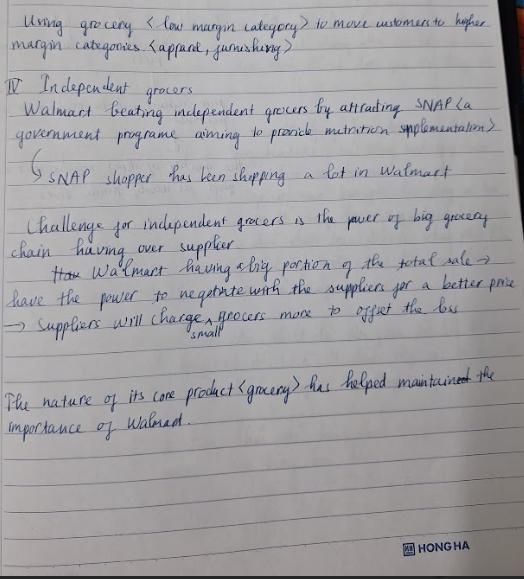 Using grocery <low margin category> to move customers to higher
margin categories <apparel, furnishing>
IV Independent grocers
Walmart beating independent grocers by attracting SNAP <a
government programe aiming to provide nutrition supplementation>
↳ SNAP shopper has been shopping a lot in Walmart
Challenge for independent grocers is the power of big grocery
chain having over supplier
Walmart having a big portion of the total sale →
have the power to negotiate with the suppliers for a better price
→ Suppliers will charge small grocers more to offset the loss
The nature of its core product <grocery> has helped maintained the
importance of Walmart.
HONG HA